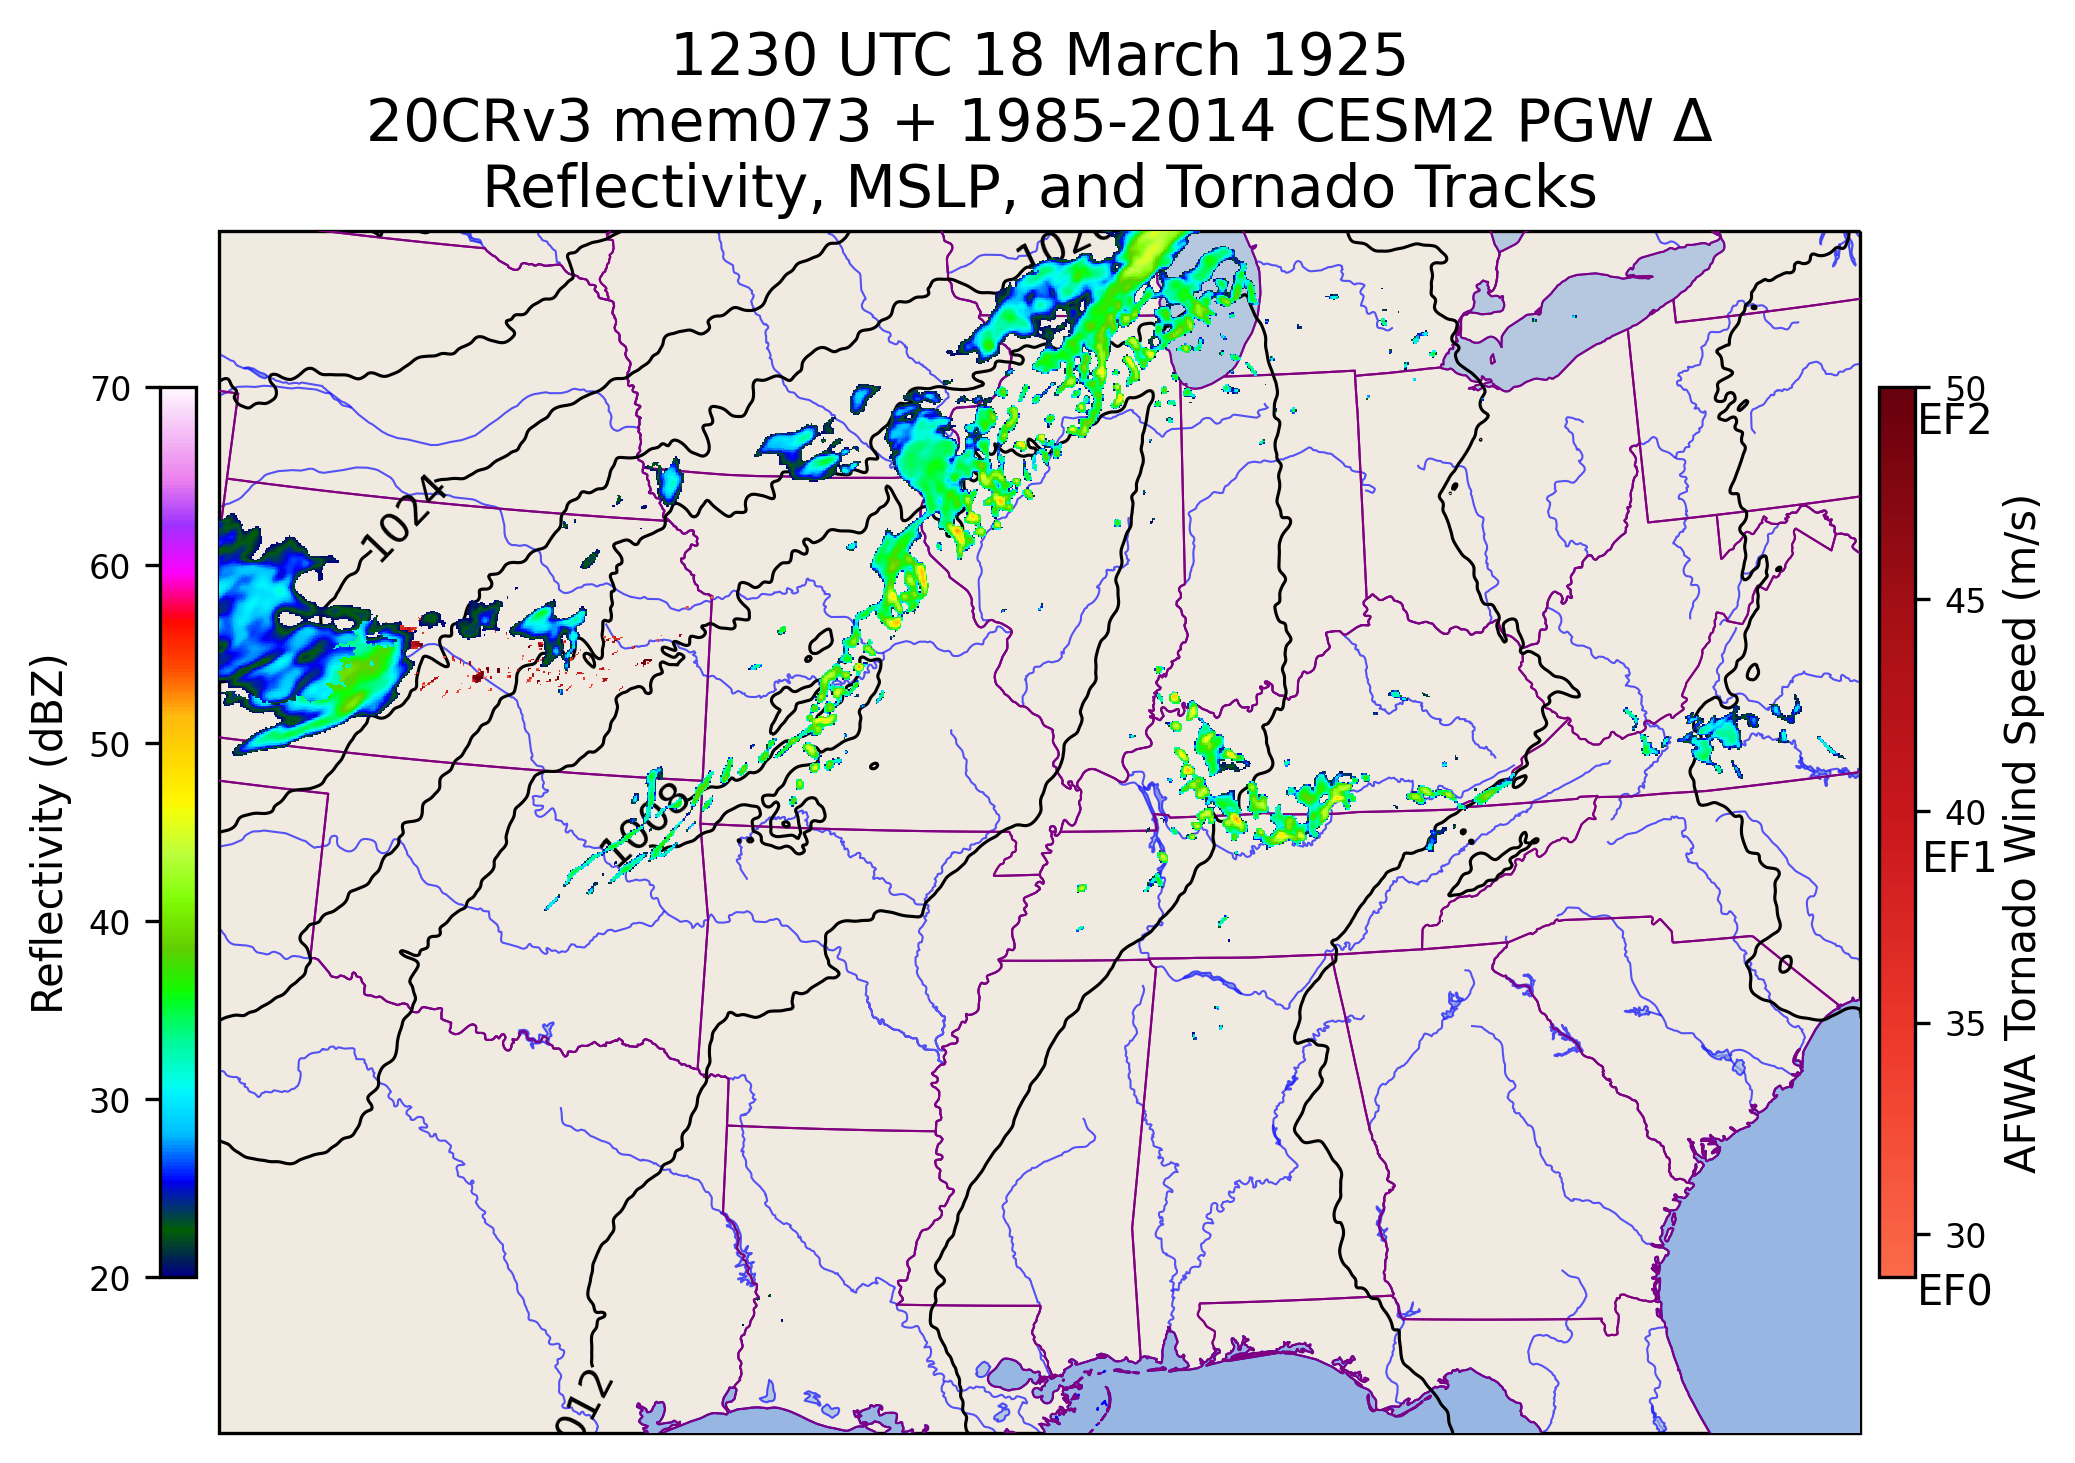 1230 UTC 18 March 1925
20CRv3 mem073 + 1985-2014 CESM2 PGW Δ
Reflectivity, MSLP, and Tornado Tracks
70
60
50
40
30
20
Reflectivity (dBZ)
1024
1008
012
50
EF2
45
40
EF1
35
30
EF0
AFWA Tornado Wind Speed (m/s)